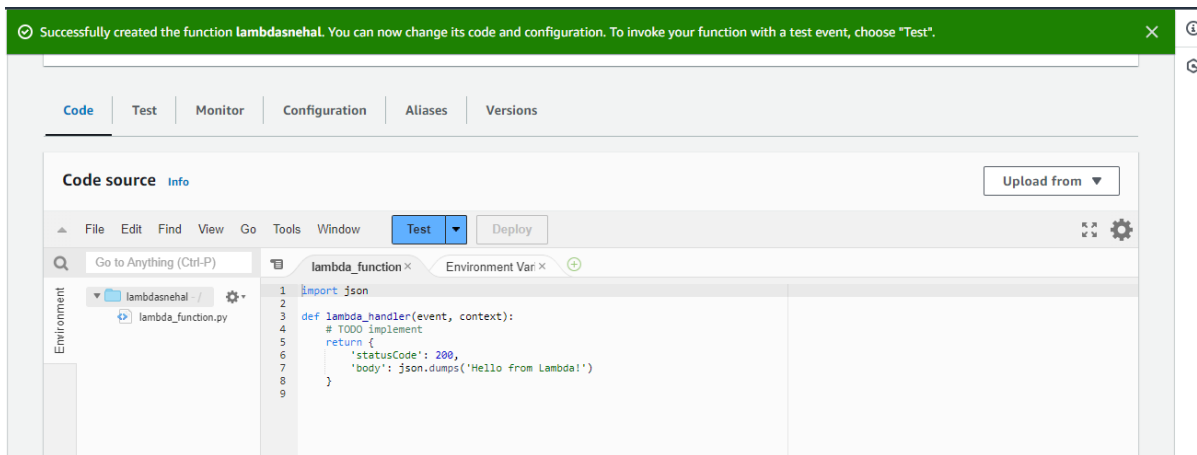 Successfully created the function lambdasnehal. You can now change its code and configuration. To invoke your function with a test event, choose "Test".
Code Test Monitor Configuration Aliases Versions
Code source Info
Upload from
File Edit Find View Go Tools Window Test Deploy
Go to Anything (Ctrl-P)
lambda_function Environment Var
Environment
lambdasnehal - /
lambda_function.py
1 import json
2
3 def lambda_handler(event, context):
4 # TODO implement
5 return {
6 'statusCode': 200,
7 'body': json.dumps('Hello from Lambda!')
8 }
9